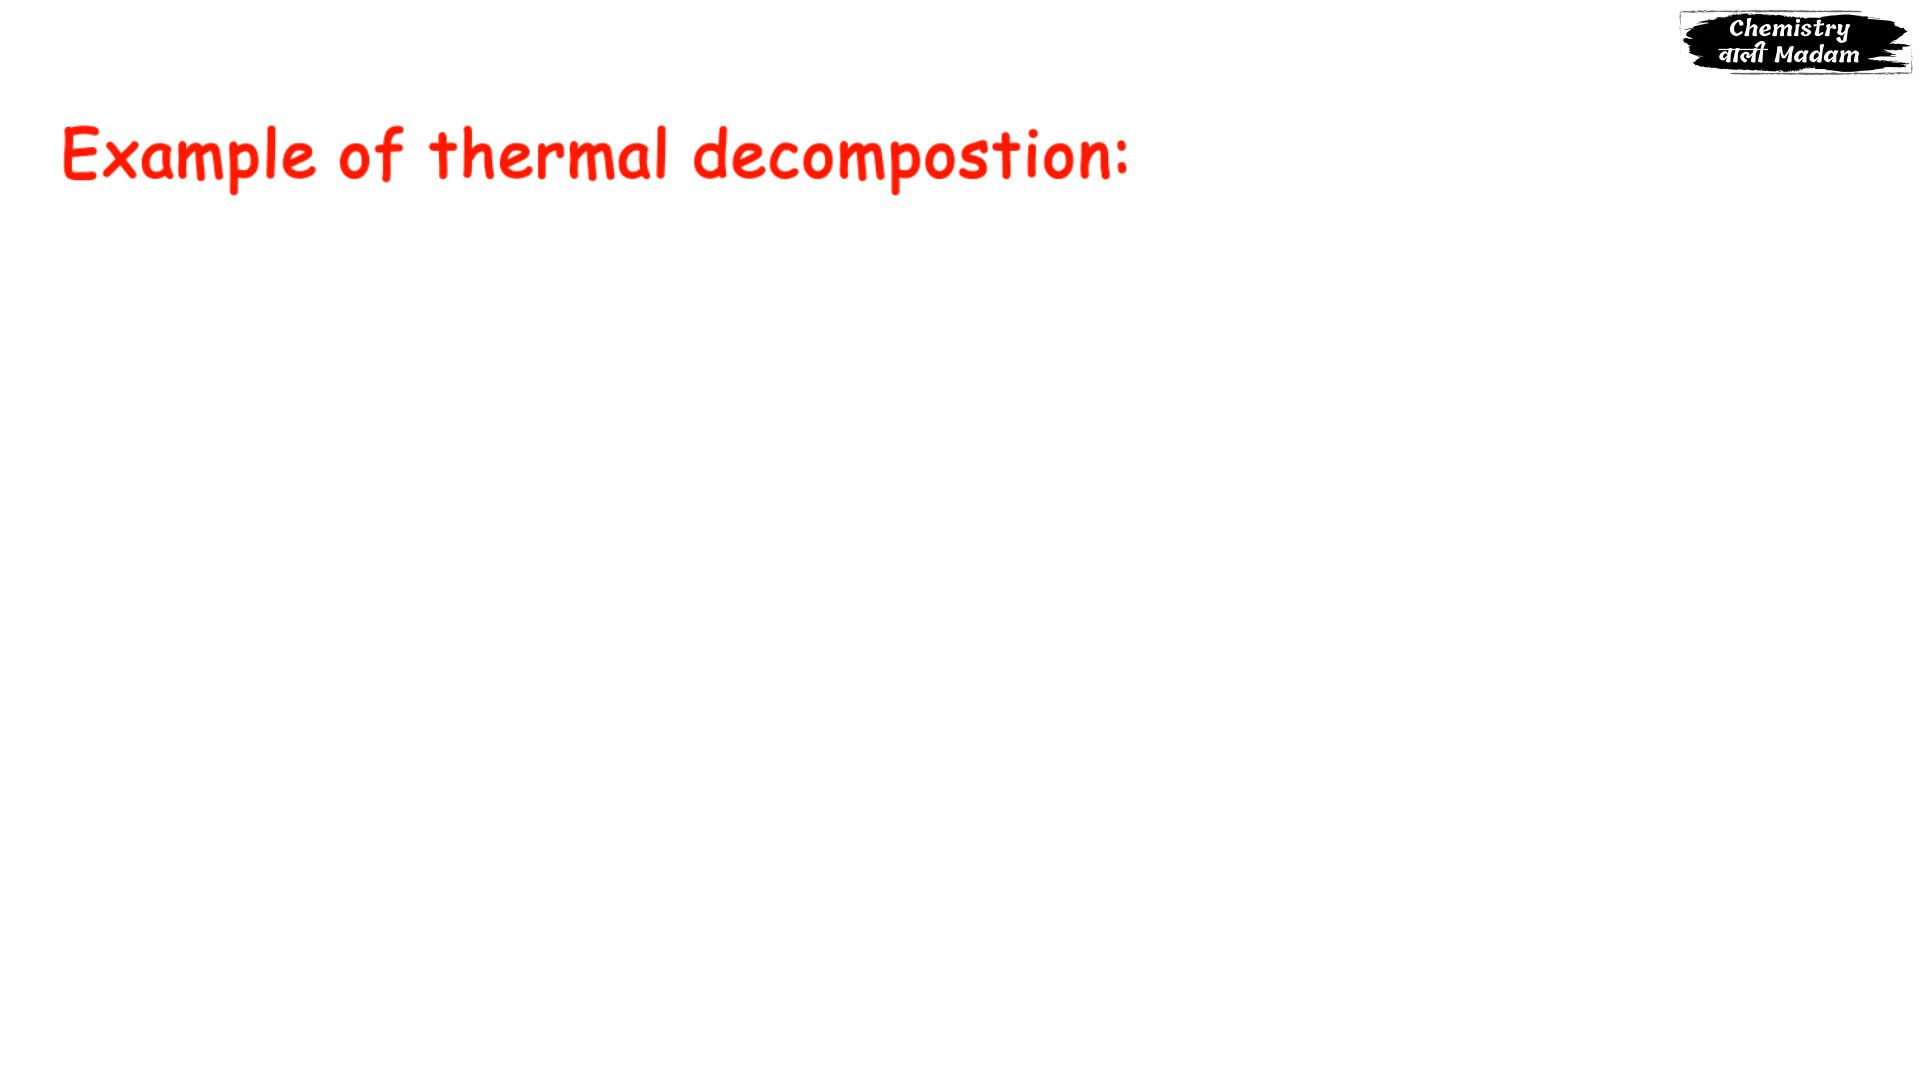 Chemistry
वाली Madam
Example of thermal decompostion: